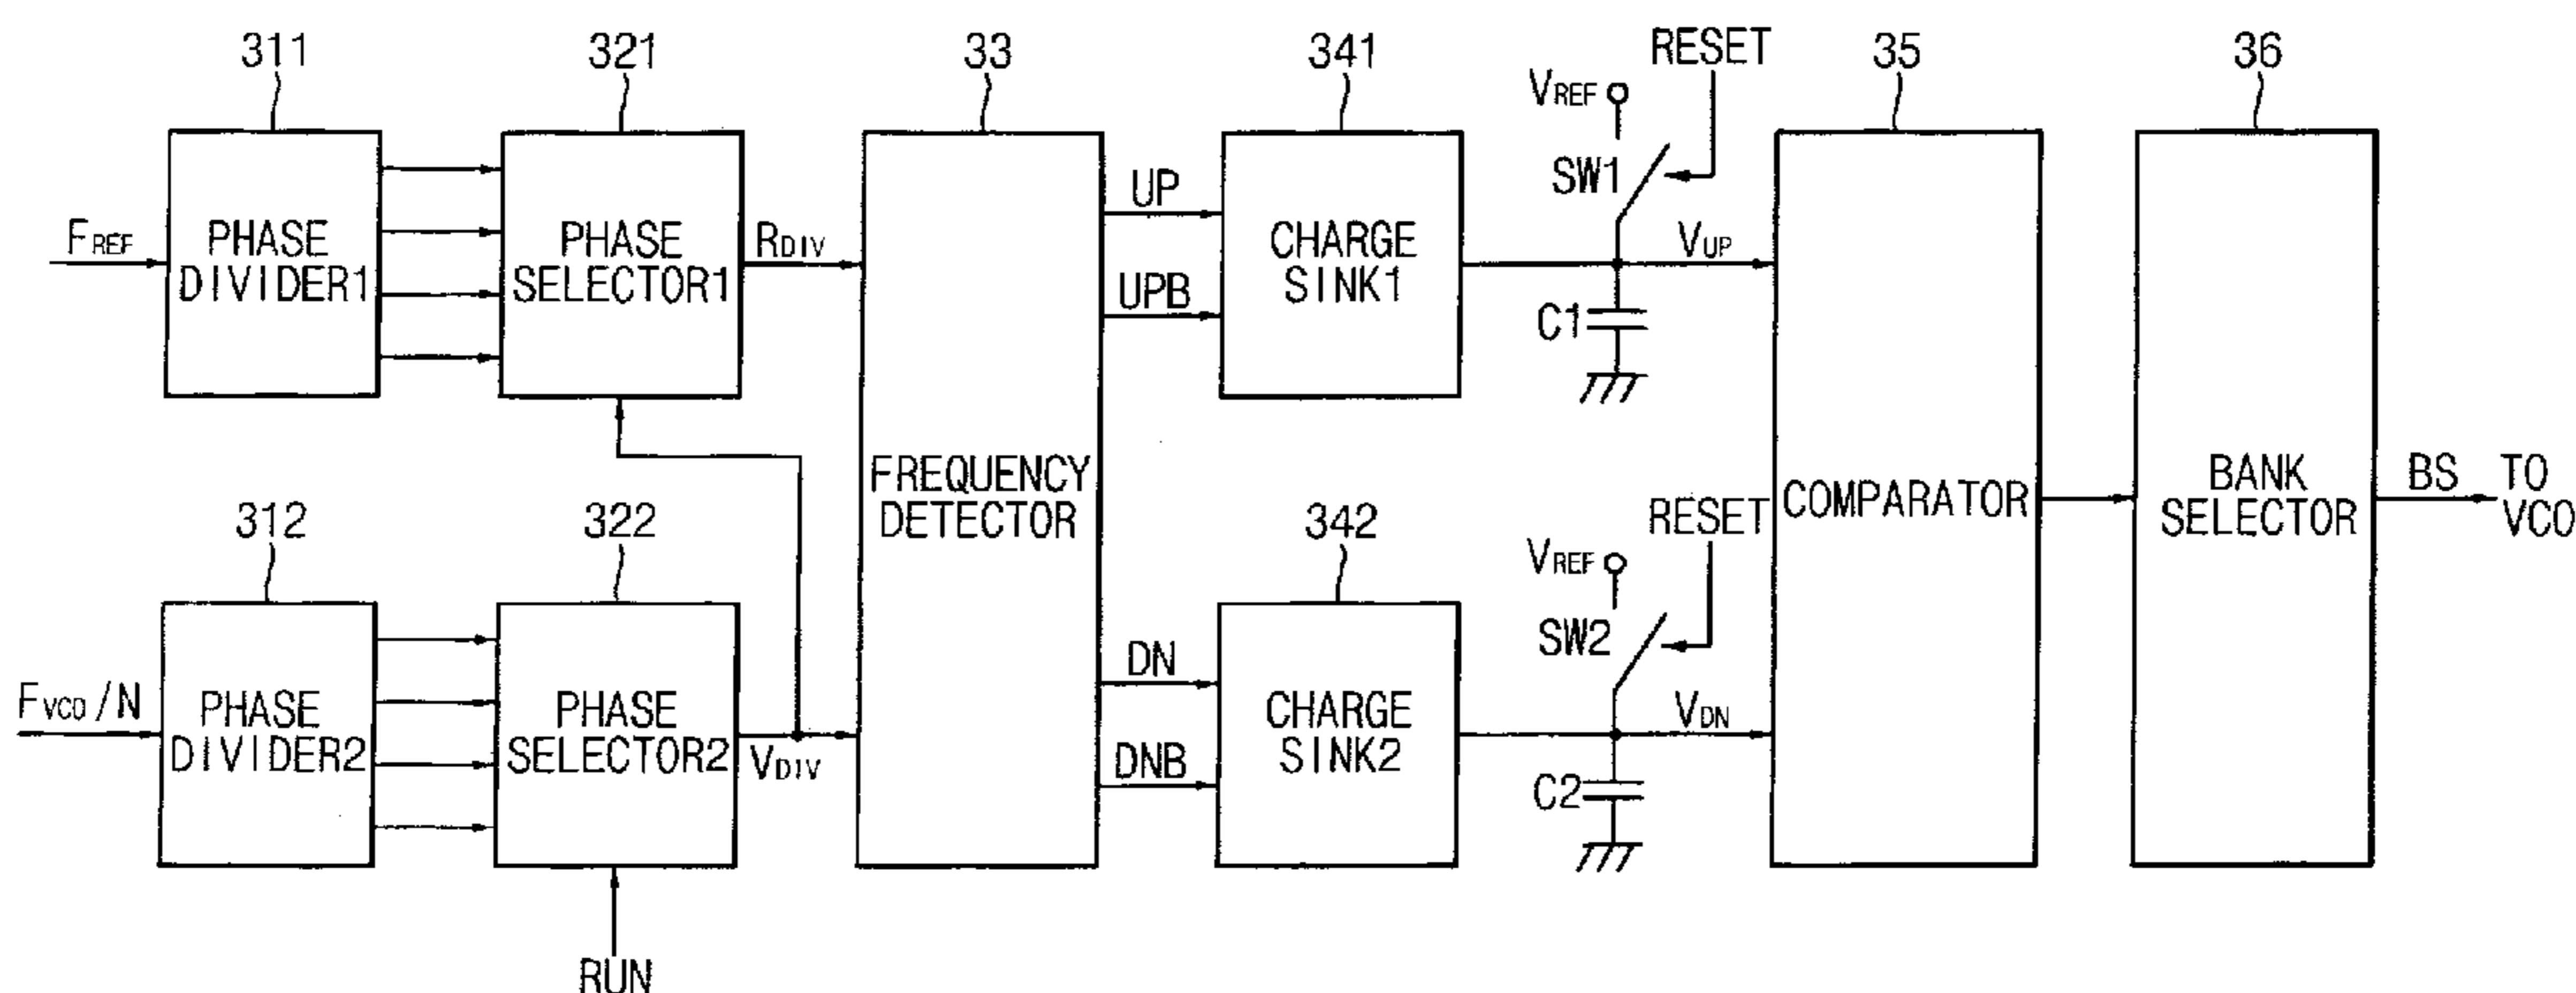 311
321
33
341
RESET
35
36
VREF
SW1
FREF
PHASE
DIVIDER1
PHASE
SELECTOR1
RDIV
UP
UPB
CHARGE
SINK1
VUP
C1
FREQUENCY
DETECTOR
COMPARATOR
BANK
SELECTOR
BS
TO
VCO
312
322
342
RESET
VREF
SW2
FVCO/N
PHASE
DIVIDER2
PHASE
SELECTOR2
VDIV
DN
DNB
CHARGE
SINK2
VDN
C2
RUN